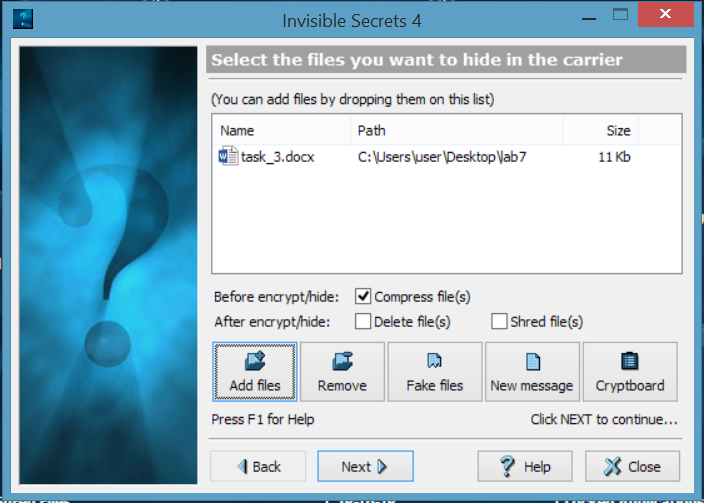 Invisible Secrets 4
Select the files you want to hide in the carrier
(You can add files by dropping them on this list)
Name Path Size
task_3.docx C:\Users\user\Desktop\lab7 11 Kb
Before encrypt/hide: Compress file(s)
After encrypt/hide: Delete file(s) Shred file(s)
Add files Remove Fake files New message Cryptboard
Press F1 for Help Click NEXT to continue...
Back Next Help Close